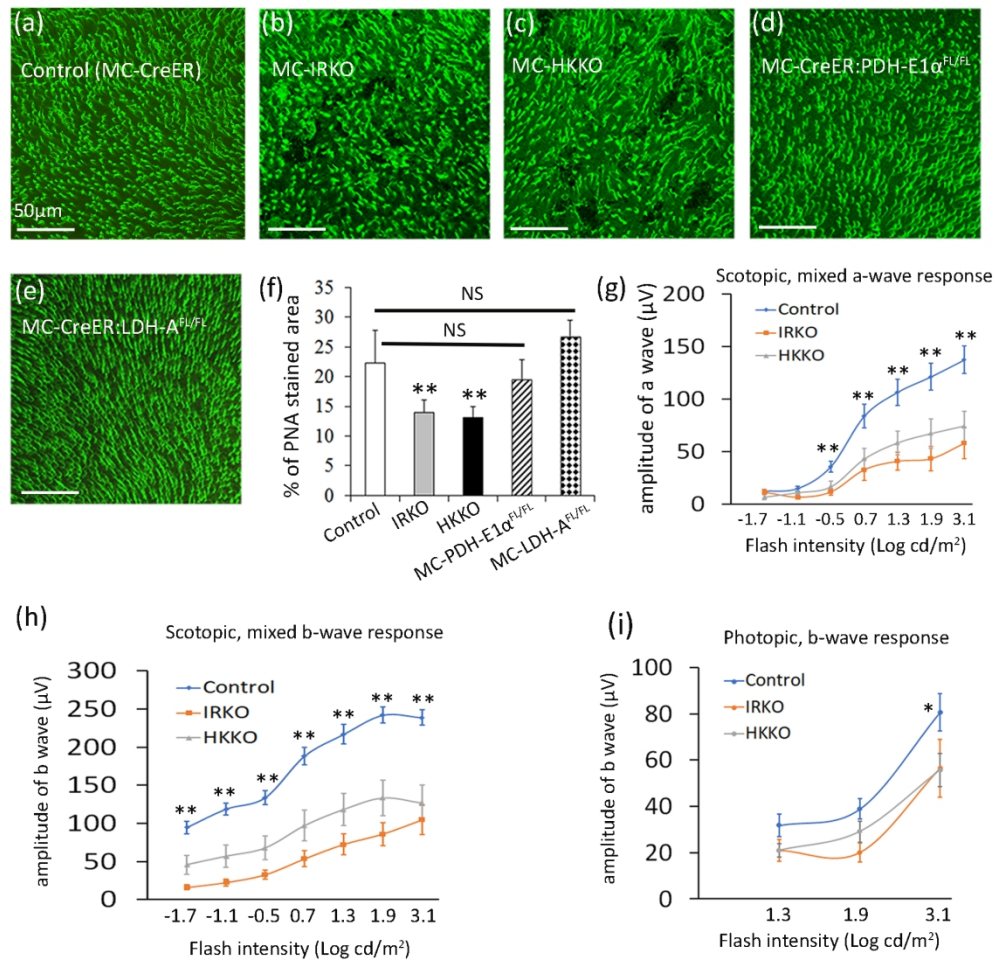 (a)
Control (MC-CreER)
50μm
(b)
MC-IRKO
(c)
MC-HKKO
(d)
MC-CreER:PDH-E1α^FL/FL
(e)
MC-CreER:LDH-A^FL/FL
(f)
% of PNA stained area
35
30
25
20
15
10
5
0
NS
NS
**
**
Control
IRKO
HKKO
MC-PDH-E1α^FL/FL
MC-LDH-A^FL/FL
(g)
Scotopic, mixed a-wave response
amplitude of a wave (μV)
200
150
100
50
0
Control
IRKO
HKKO
**
**
**
**
**
-1.7 -1.1 -0.5 0.7 1.3 1.9 3.1
Flash intensity (Log cd/m²)
(h)
Scotopic, mixed b-wave response
amplitude of b wave (μV)
300
250
200
150
100
50
0
Control
IRKO
HKKO
**
**
**
**
**
**
**
-1.7 -1.1 -0.5 0.7 1.3 1.9 3.1
Flash intensity (Log cd/m²)
(i)
Photopic, b-wave response
amplitude of b wave (μV)
100
80
60
40
20
0
Control
IRKO
HKKO
*
1.3 1.9 3.1
Flash intensity (Log cd/m²)